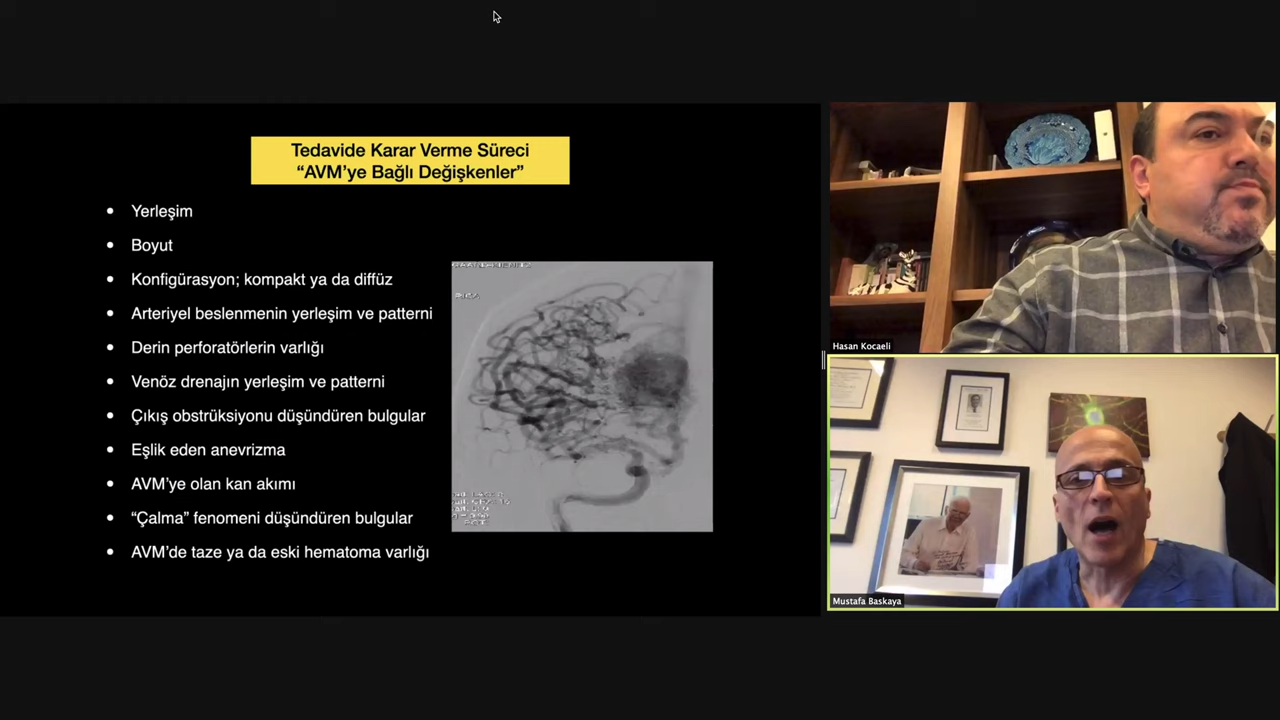 Tedavide Karar Verme Süreci
“AVM’ye Bağlı Değişkenler”
• Yerleşim
• Boyut
• Konfigürasyon; kompakt ya da diffüz
• Arteriyel beslenmenin yerleşim ve patterni
• Derin perforatörlerin varlığı
• Venöz drenajın yerleşim ve patterni
• Çıkış obstrüksiyonu düşündüren bulgular
• Eşlik eden anevrizma
• AVM’ye olan kan akımı
• “Çalma” fenomeni düşündüren bulgular
• AVM’de taze ya da eski hematoma varlığı
Hasan Kocaeli
Mustafa Baskaya